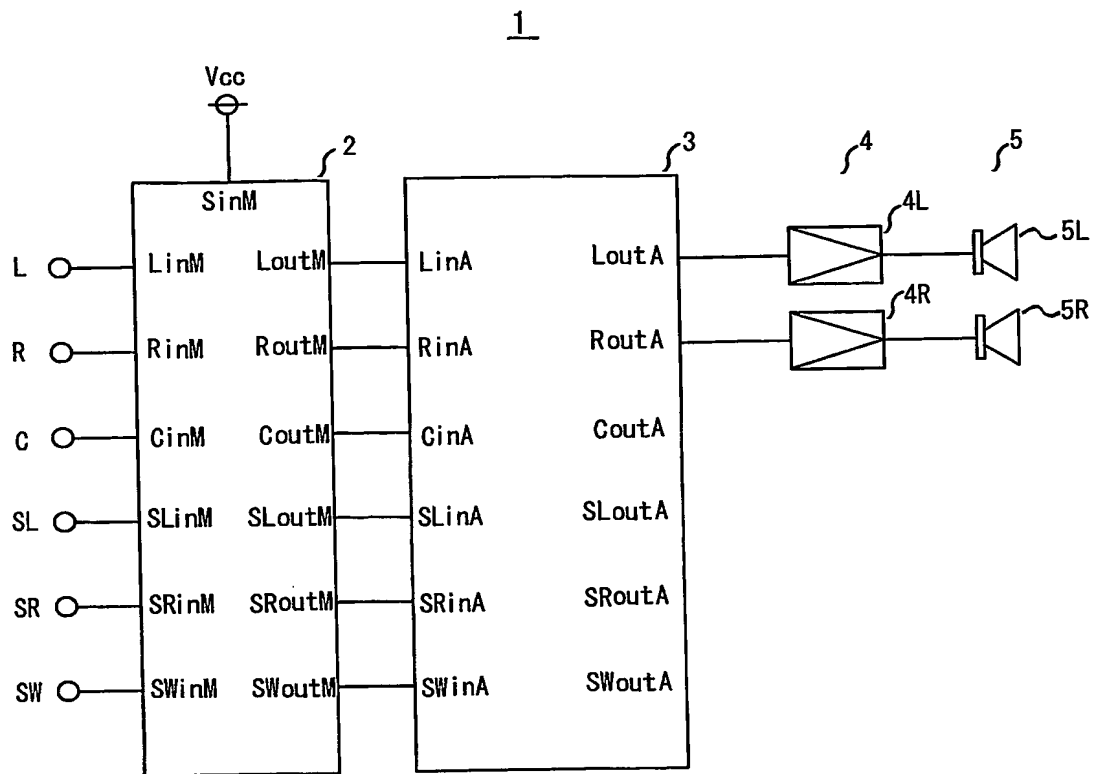 1
Vcc
2
3
4
5
SinM
4L
5L
L
LinM
LoutM
LinA
LoutA
4R
5R
R
RinM
RoutM
RinA
RoutA
C
CinM
CoutM
CinA
CoutA
SL
SLinM
SLoutM
SLinA
SLoutA
SR
SRinM
SRoutM
SRinA
SRoutA
SW
SWinM
SWoutM
SWinA
SWoutA